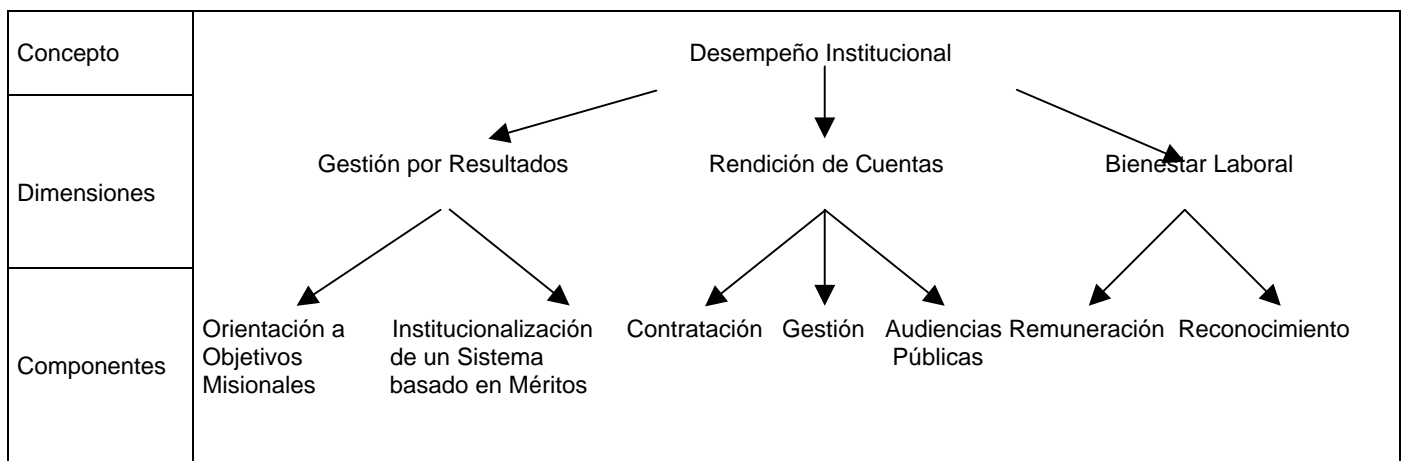 Concepto
Desempeño Institucional
Dimensiones
Gestión por Resultados
Rendición de Cuentas
Bienestar Laboral
Componentes
Orientación a
Objetivos
Misionales
Institucionalización
de un Sistema
basado en Méritos
Contratación
Gestión
Audiencias
Públicas
Remuneración
Reconocimiento